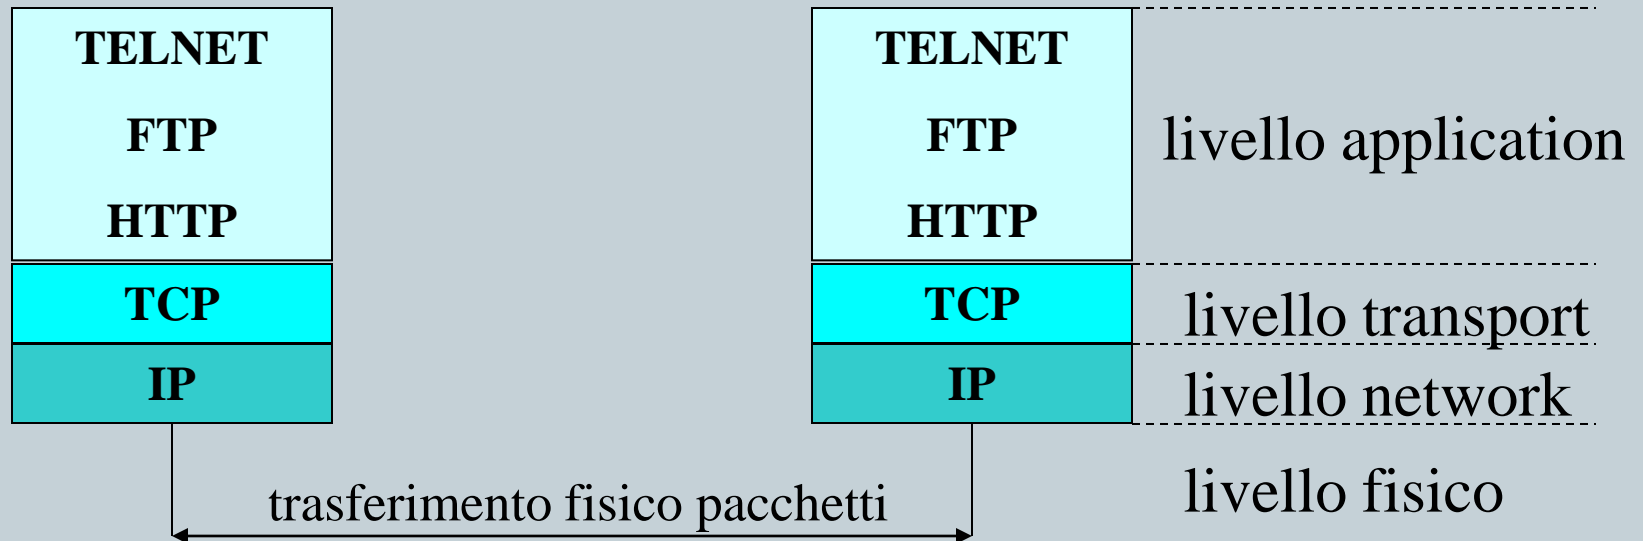 TELNET
TELNET
FTP
FTP
livello application
HTTP
HTTP
TCP
TCP
livello transport
IP
IP
livello network
trasferimento fisico pacchetti
livello fisico